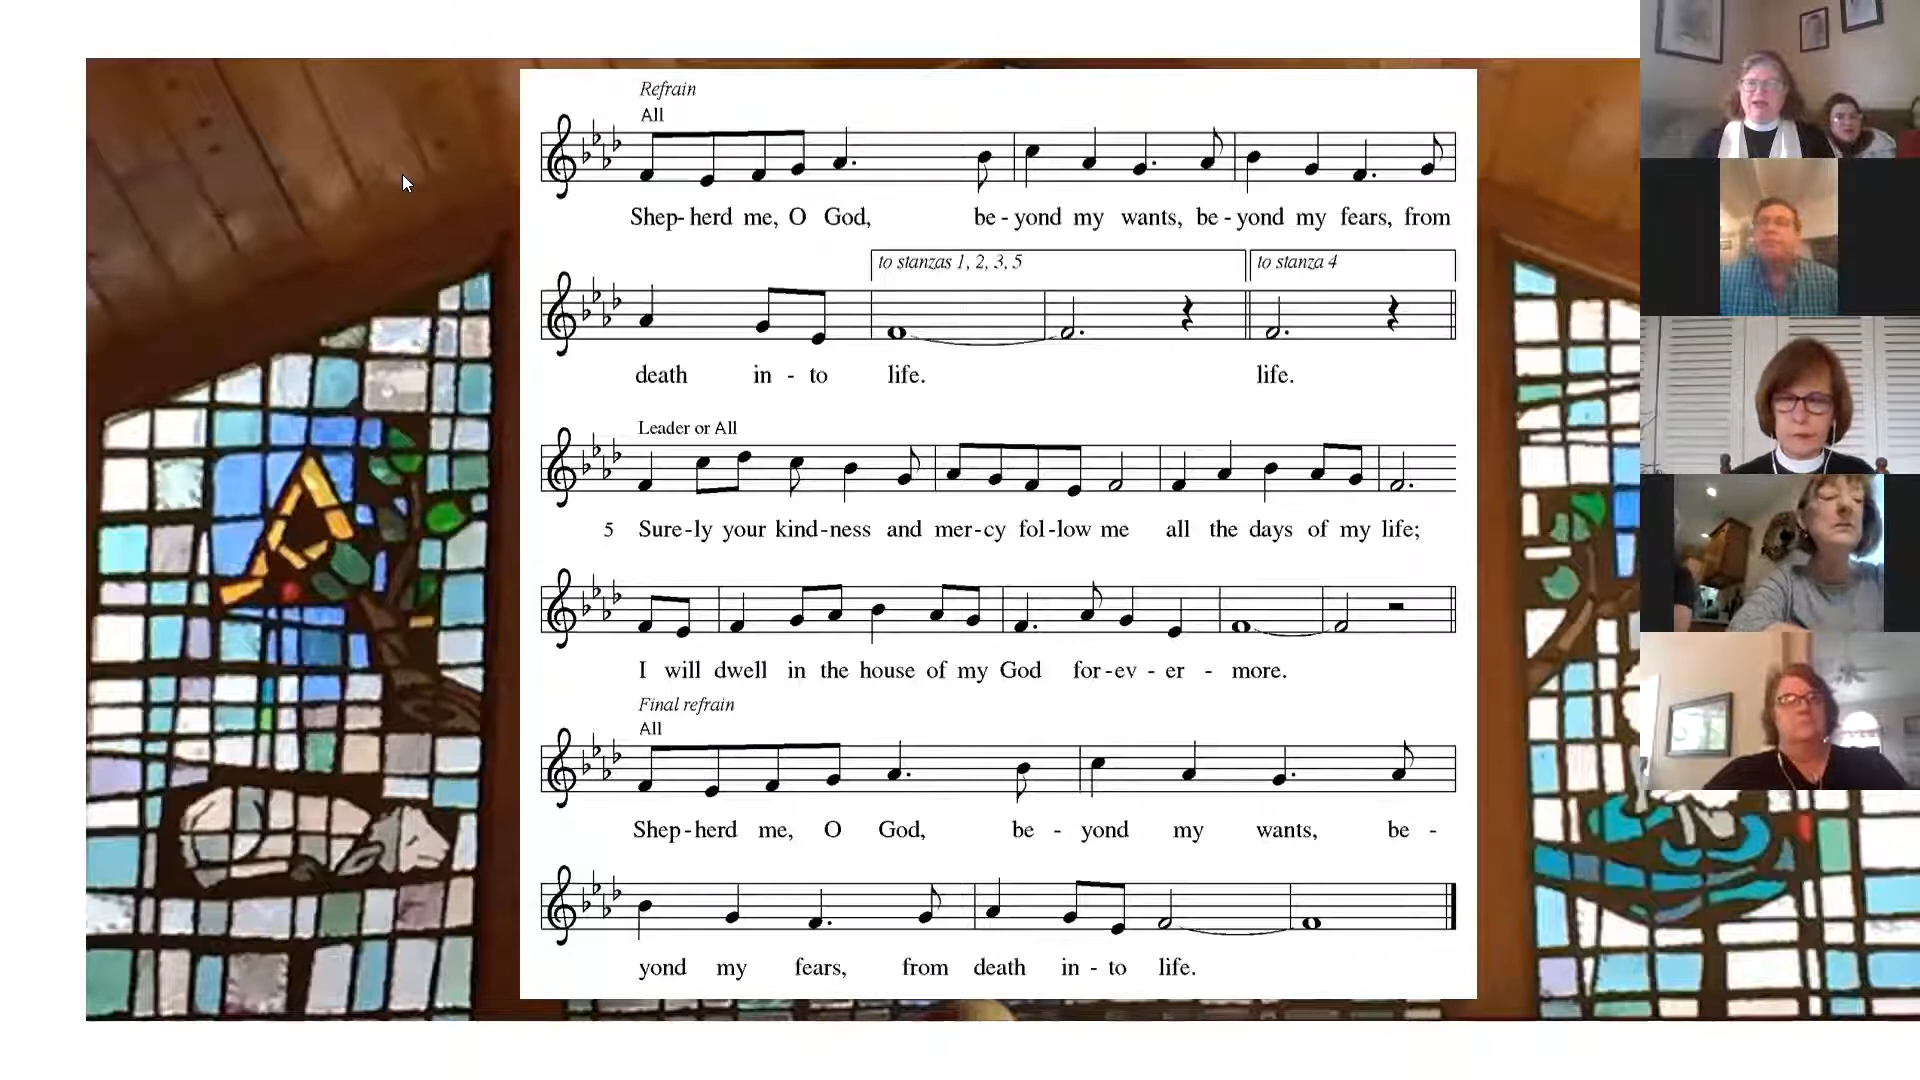 Refrain
All
Shep- herd me, O God, be - yond my wants, be - yond my fears, from
to stanzas 1, 2, 3, 5 to stanza 4
death in - to life. life.
Leader or All
5 Sure - ly your kind - ness and mer - cy fol - low me all the days of my life;
I will dwell in the house of my God for - ev - er - more.
Final refrain
All
Shep - herd me, O God, be - yond my wants, be -
yond my fears, from death in - to life.